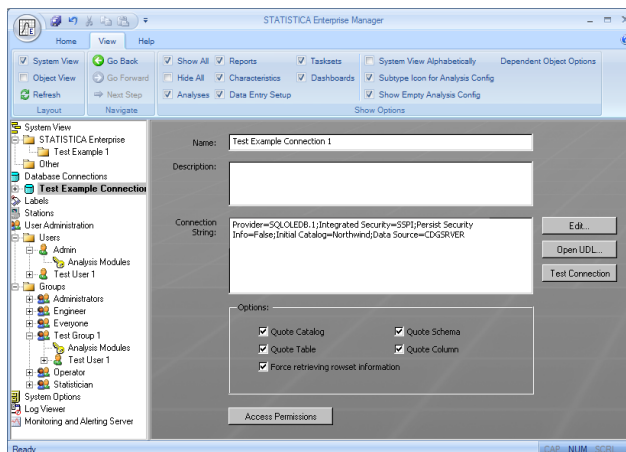 STATISTICA Enterprise Manager
Home View Help
System View
Object View
Refresh
Layout
Go Back
Go Forward
Next Step
Navigate
Show All
Hide All
Analyses
Reports
Characteristics
Data Entry Setup
Tasksets
Dashboards
System View Alphabetically
Subtype Icon for Analysis Config
Show Empty Analysis Config
Dependent Object Options
Show Options
System View
STATISTICA Enterprise
Test Example 1
Other
Database Connections
Test Example Connection
Labels
Stations
User Administration
Users
Admin
Analysis Modules
Test User 1
Groups
Administrators
Engineer
Everyone
Test Group 1
Analysis Modules
Test User 1
Operator
Statistician
System Options
Log Viewer
Monitoring and Alerting Server
Name:
Test Example Connection 1
Description:
Connection
String:
Provider=SQLOLEDB.1;Integrated Security=SSPI;Persist Security
Info=False;Initial Catalog=Northwind;Data Source=CDGSRVER
Edit...
Open UDL...
Test Connection
Options:
Quote Catalog
Quote Schema
Quote Table
Quote Column
Force retrieving rowset information
Access Permissions
Ready
CAP NUM SCRL